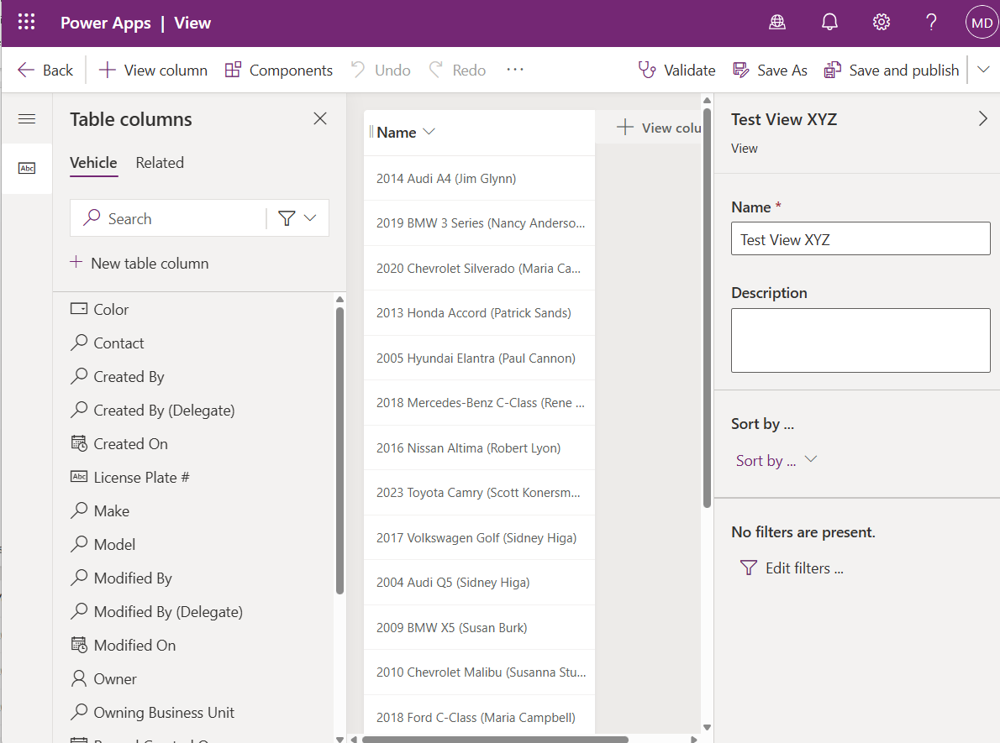 Power Apps | View
MD
Back
View column
Components
Undo
Redo
...
Validate
Save As
Save and publish
Table columns
Vehicle
Related
Search
New table column
Color
Contact
Created By
Created By (Delegate)
Created On
Abc
License Plate #
Make
Model
Modified By
Modified By (Delegate)
Modified On
Owner
Owning Business Unit
Abc
Name
View colu
2014 Audi A4 (Jim Glynn)
2019 BMW 3 Series (Nancy Anderso...
2020 Chevrolet Silverado (Maria Ca...
2013 Honda Accord (Patrick Sands)
2005 Hyundai Elantra (Paul Cannon)
2018 Mercedes-Benz C-Class (Rene ...
2016 Nissan Altima (Robert Lyon)
2023 Toyota Camry (Scott Konersm...
2017 Volkswagen Golf (Sidney Higa)
2004 Audi Q5 (Sidney Higa)
2009 BMW X5 (Susan Burk)
2010 Chevrolet Malibu (Susanna Stu...
2018 Ford C-Class (Maria Campbell)
Test View XYZ
View
Name *
Test View XYZ
Description
Sort by ...
Sort by ...
No filters are present.
Edit filters ...